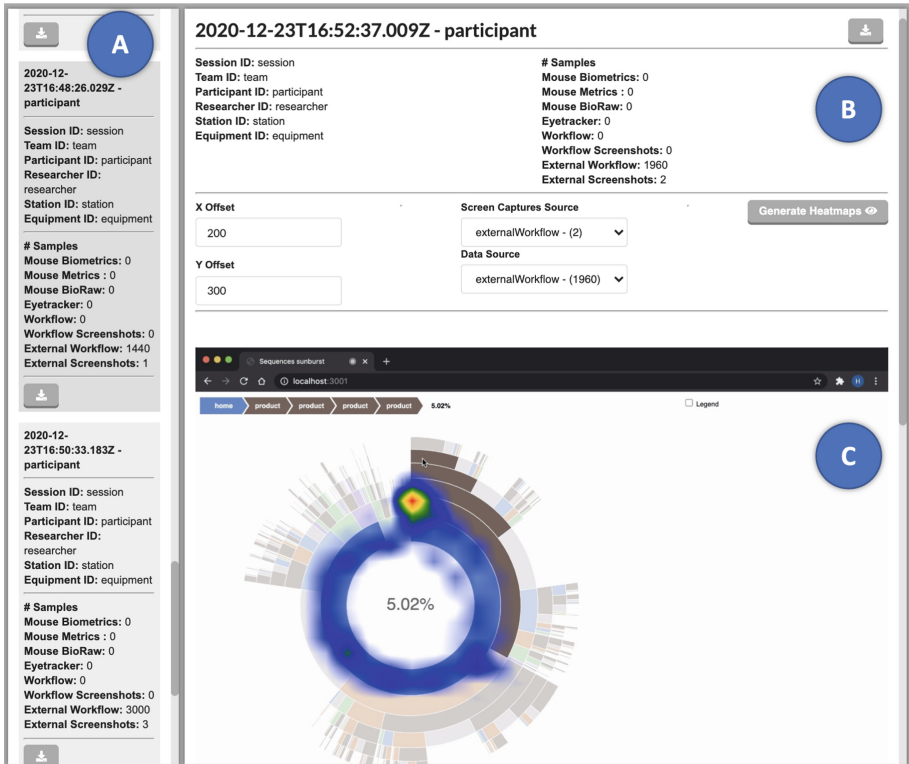 A
2020-12-
23T16:48:26.029Z -
participant
Session ID: session
Team ID: team
Participant ID: participant
Researcher ID:
researcher
Station ID: station
Equipment ID: equipment
# Samples
Mouse Biometrics: 0
Mouse Metrics : 0
Mouse BioRaw: 0
Eyetracker: 0
Workflow: 0
Workflow Screenshots: 0
External Workflow: 1440
External Screenshots: 1
2020-12-
23T16:50:33.183Z -
participant
Session ID: session
Team ID: team
Participant ID: participant
Researcher ID:
researcher
Station ID: station
Equipment ID: equipment
# Samples
Mouse Biometrics: 0
Mouse Metrics : 0
Mouse BioRaw: 0
Eyetracker: 0
Workflow: 0
Workflow Screenshots: 0
External Workflow: 3000
External Screenshots: 3
2020-12-23T16:52:37.009Z - participant
Session ID: session
Team ID: team
Participant ID: participant
Researcher ID: researcher
Station ID: station
Equipment ID: equipment
# Samples
Mouse Biometrics: 0
Mouse Metrics : 0
Mouse BioRaw: 0
Eyetracker: 0
Workflow: 0
Workflow Screenshots: 0
External Workflow: 1960
External Screenshots: 2
B
X Offset
200
Y Offset
300
Screen Captures Source
externalWorkflow - (2)
Data Source
externalWorkflow - (1960)
Generate Heatmaps
Sequences sunburst
localhost:3001
H
home product product product product 5.02%
Legend
C
5.02%